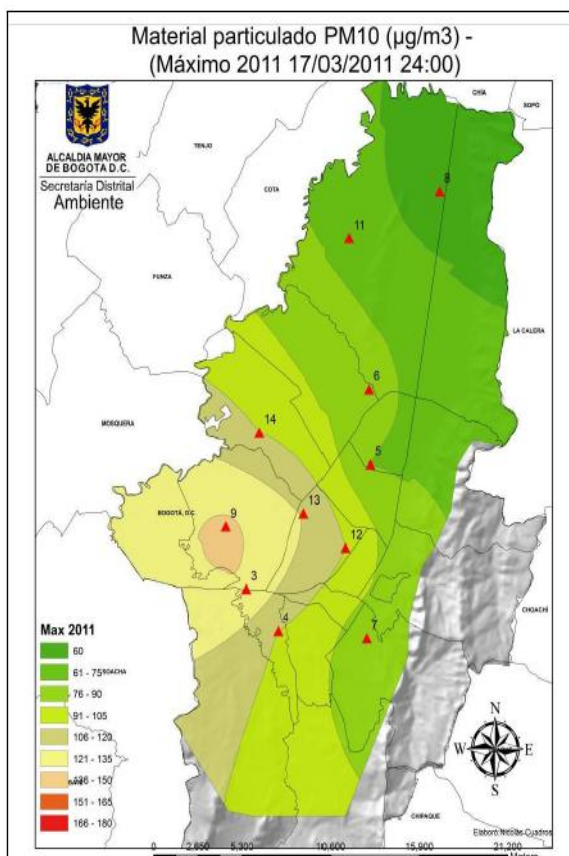 Material particulado PM10 (µg/m3) -
(Máximo 2011 17/03/2011 24:00)
CHÍA
SOPO
ALCALDIA MAYOR
DE BOGOTA D.C.
Secretaría Distrital
Ambiente
TENJO
COTA
8
11
FUNZA
LA CALERA
6
MOSQUERA
14
5
BOGOTÁ, D.C.
9
13
12
3
CHOACHÍ
4
7
Max 2011
60
61 - 75
SOACHA
76 - 90
91 - 105
106 - 120
121 - 135
136 - 150
151 - 165
166 - 180
N
W E
S
CHIPAQUE
Elaboró: Nicolás Cuadros
0 2,650 5,300 10,600 15,900 21,200